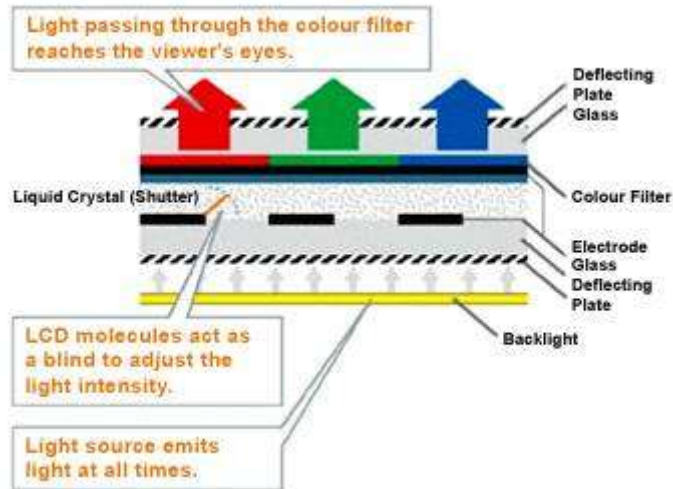 Light passing through the colour filter
reaches the viewer's eyes.
Deflecting
Plate
Glass
Liquid Crystal (Shutter)
Colour Filter
Electrode
Glass
Deflecting
Plate
LCD molecules act as
a blind to adjust the
light intensity.
Backlight
Light source emits
light at all times.